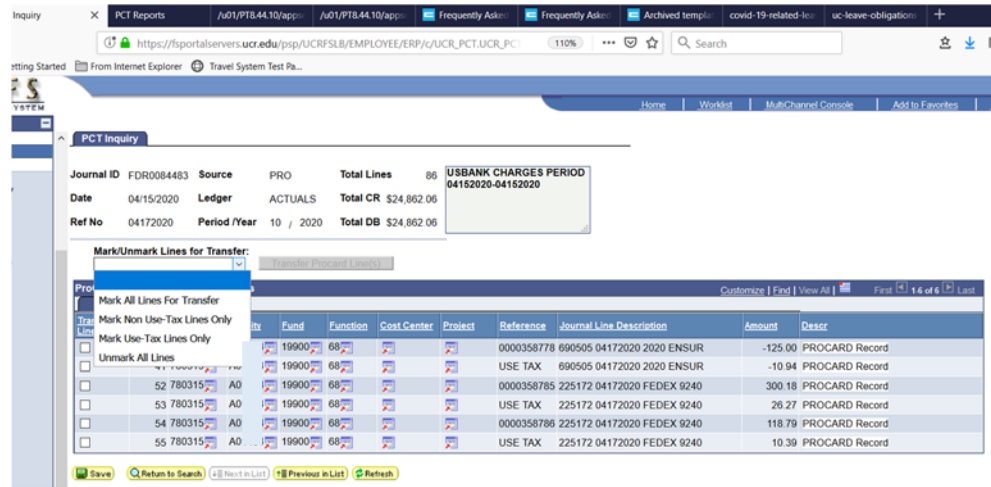 Inquiry × PCT Reports /u01/PT8.44.10/apps /u01/PT8.44.10/apps Frequently Asked Frequently Asked Archived templat covid-19-related-lea uc-leave-obligations +
https://fsportalservers.ucr.edu/psp/UCRFSLB/EMPLOYEE/ERP/c/UCR_PCT.UCR_PCT 110% ... Search
etting Started From Internet Explorer Travel System Test Pa...
F S
SYSTEM
Home Worklist MultiChannel Console Add to Favorites
PCT Inquiry
Journal ID FDR0084483 Source PRO Total Lines 86 USBANK CHARGES PERIOD
04152020-04152020
Date 04/15/2020 Ledger ACTUALS Total CR $24,862.06
Ref No 04172020 Period /Year 10 / 2020 Total DB $24,862.06
Mark/Unmark Lines for Transfer:
Transfer Procard Line(s)
Customize | Find | View All | First 1-6 of 6 Last
Mark All Lines For Transfer
Mark Non Use-Tax Lines Only
Mark Use-Tax Lines Only
Unmark All Lines
Fund Function Cost Center Project Reference Journal Line Description Amount Descr
19900 68 0000358778 690505 04172020 2020 ENSUR -125.00 PROCARD Record
19900 68 USE TAX 690505 04172020 2020 ENSUR -10.94 PROCARD Record
52 780315 A0 19900 68 0000358785 225172 04172020 FEDEX 9240 300.18 PROCARD Record
53 780315 A0 19900 68 USE TAX 225172 04172020 FEDEX 9240 26.27 PROCARD Record
54 780315 A0 19900 68 0000358786 225172 04172020 FEDEX 9240 118.79 PROCARD Record
55 780315 A0 19900 68 USE TAX 225172 04172020 FEDEX 9240 10.39 PROCARD Record
Save Return to Search Next in List Previous in List Refresh